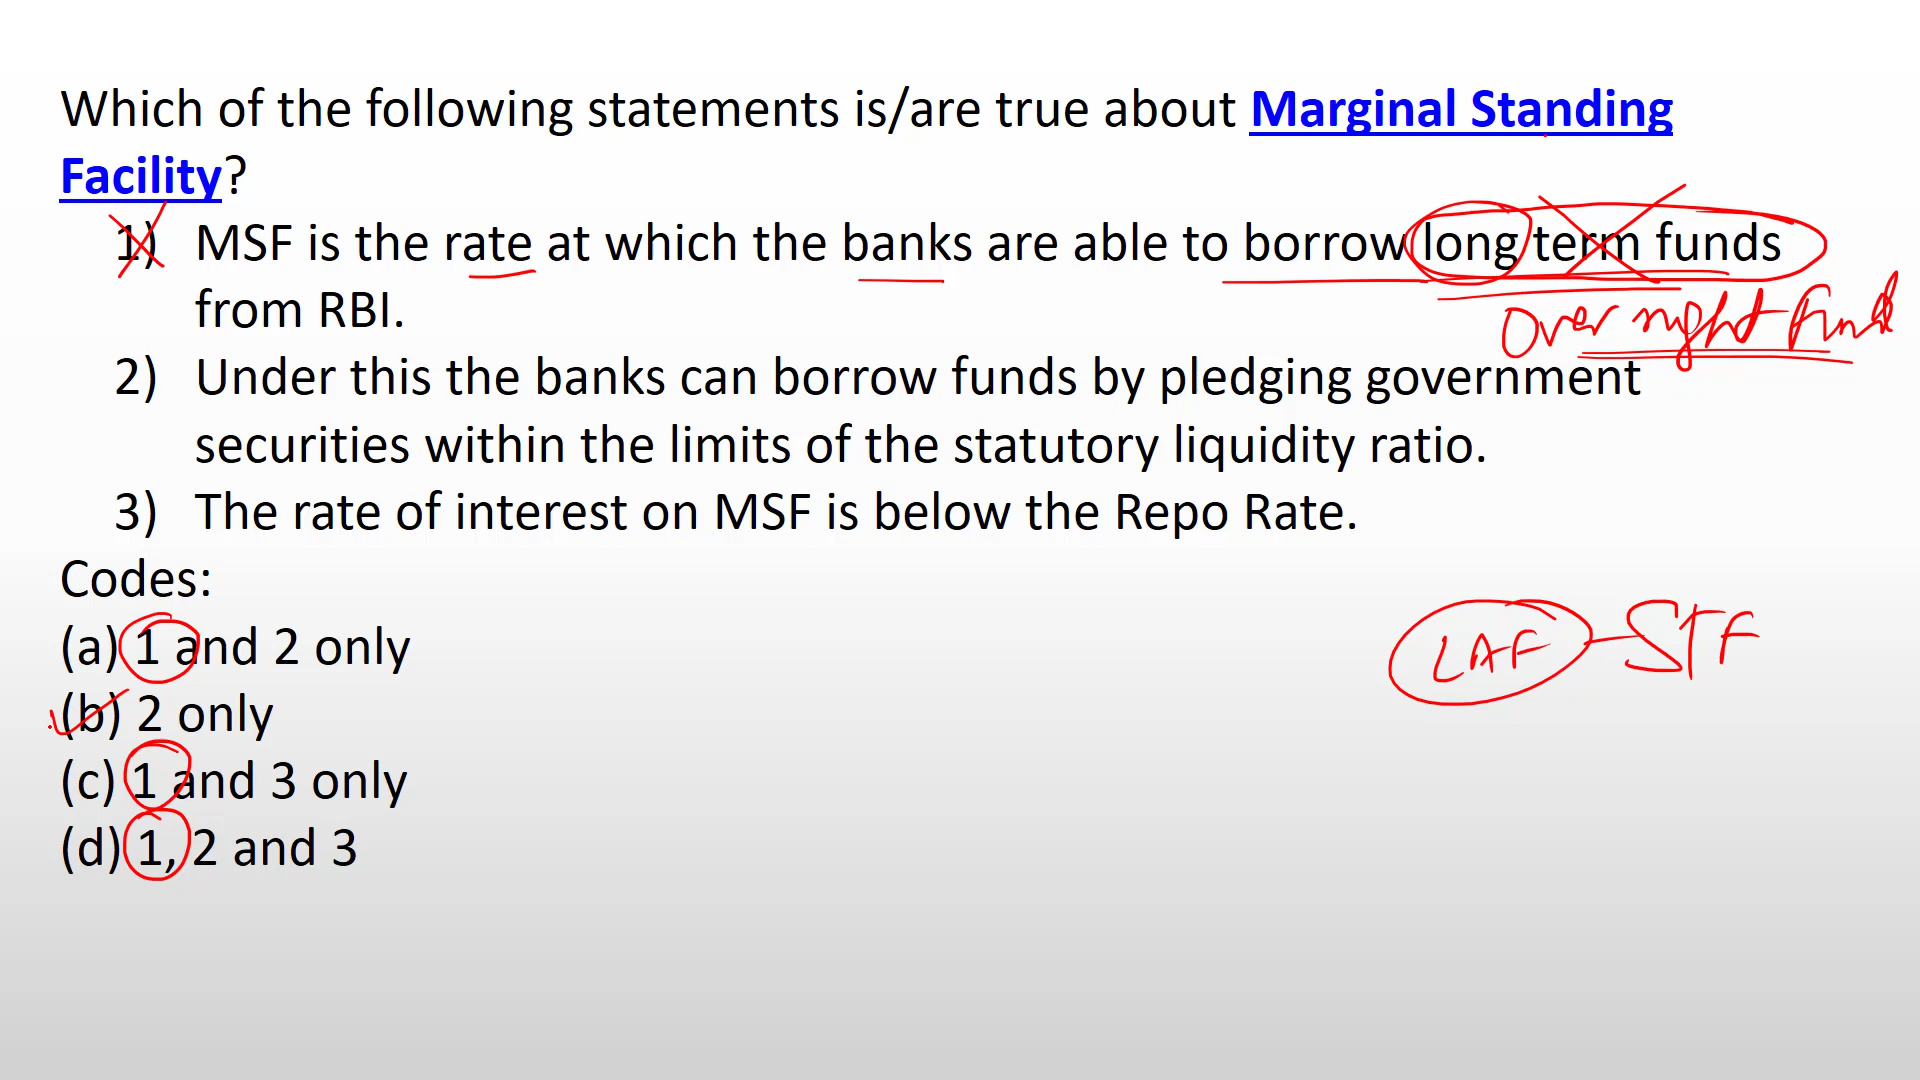 Which of the following statements is/are true about Marginal Standing
Facility?
1) MSF is the rate at which the banks are able to borrow long term funds
from RBI.
Over night Fund
2) Under this the banks can borrow funds by pledging government
securities within the limits of the statutory liquidity ratio.
3) The rate of interest on MSF is below the Repo Rate.
Codes:
(a) 1 and 2 only
LAF - STF
(b) 2 only
(c) 1 and 3 only
(d) 1, 2 and 3